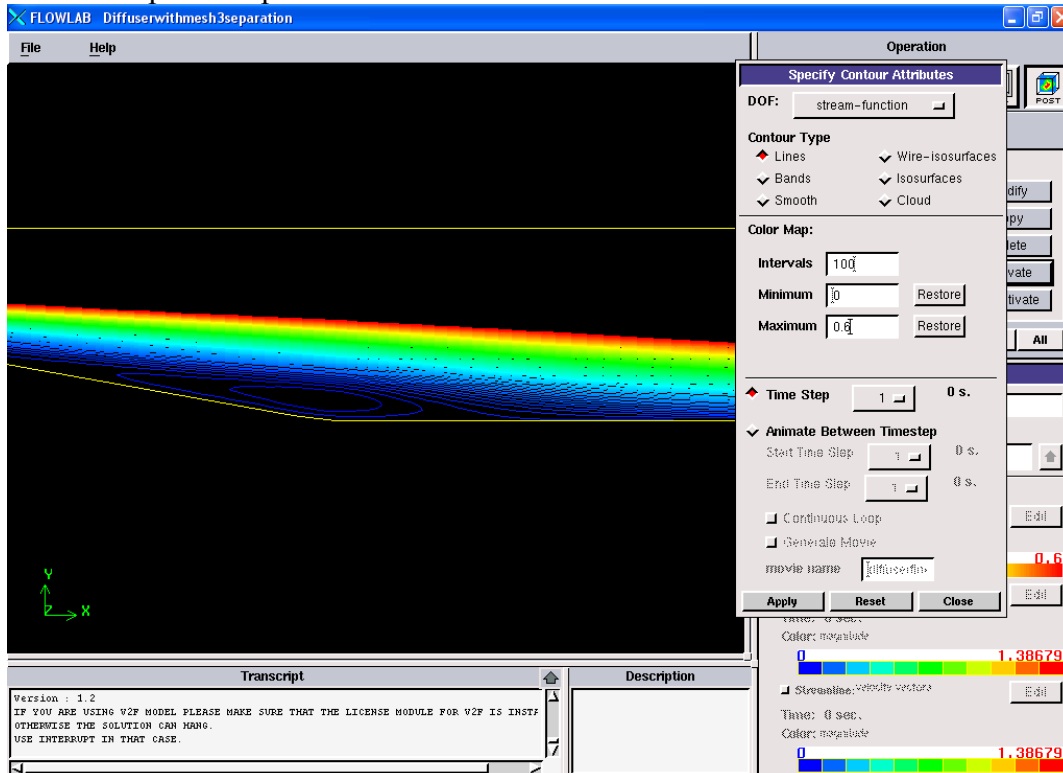 FLOWLAB Diffuserwithmesh3separation
File Help
Operation
Specify Contour Attributes
POST
DOF: stream-function
Contour Type
Lines Wire-isosurfaces
Bands Isosurfaces
Smooth Cloud
dify
Color Map:
Intervals 100
Minimum 0 Restore
Maximum 0.6 Restore
vate
tivate
All
Time Step 1 0 s.
Animate Between Timestep
Start Time Step 1 0 s.
End Time Step 1 0 s.
Continuous Loop
Edit
Generate Movie
movie name
0.6
Apply Reset Close
Edit
Time: 0 sec.
Color: magnitude
0 1.38679
Streamline: velocity vectors Edit
Time: 0 sec.
Color: magnitude
0 1.38679
Y
Z X
Transcript
Description
Version : 1.2
IF YOU ARE USING V2F MODEL PLEASE MAKE SURE THAT THE LICENSE MODULE FOR V2F IS INSTA
OTHERWISE THE SOLUTION CAN HANG.
USE INTERRUPT IN THAT CASE.